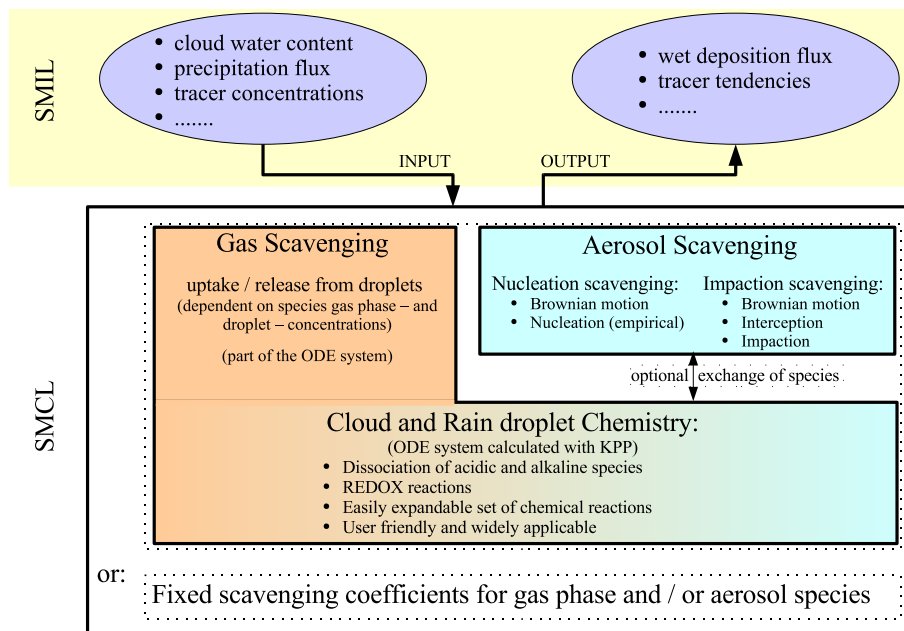 SMIL
• cloud water content
• precipitation flux
• tracer concentrations
• .......
• wet deposition flux
• tracer tendencies
• .......
INPUT
OUTPUT
SMCL
Gas Scavenging
uptake / release from droplets
(dependent on species gas phase – and
droplet – concentrations)
(part of the ODE system)
Aerosol Scavenging
Nucleation scavenging:
• Brownian motion
• Nucleation (empirical)
Impaction scavenging:
• Brownian motion
• Interception
• Impaction
optional exchange of species
Cloud and Rain droplet Chemistry:
(ODE system calculated with KPP)
• Dissociation of acidic and alkaline species
• REDOX reactions
• Easily expandable set of chemical reactions
• User friendly and widely applicable
or:
Fixed scavenging coefficients for gas phase and / or aerosol species